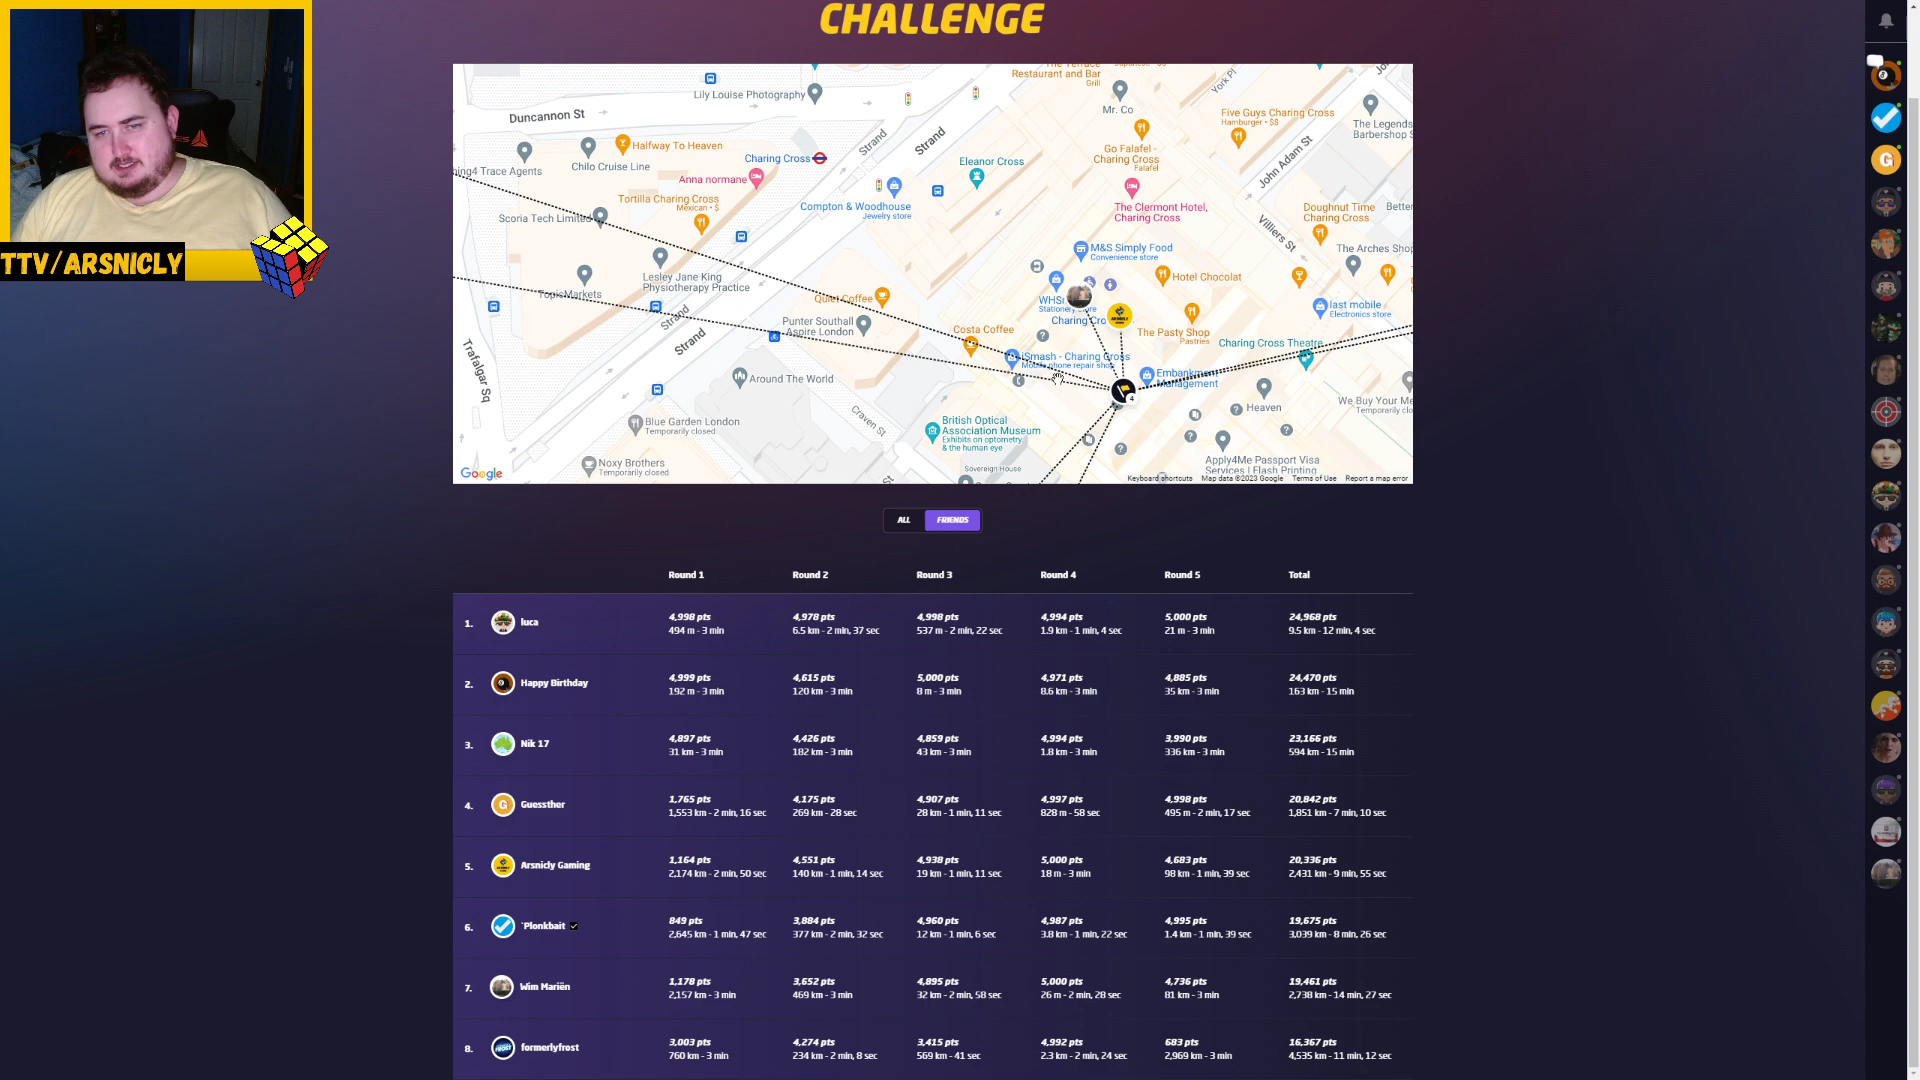 CHALLENGE
TTV/ARSNICLY
The Terrace
Restaurant and Bar
Grill
Lily Louise Photography
Duncannon St
Mr. Co
York Pl
Five Guys Charing Cross
Hamburger • $$
The Legends
Barbershop S
Halfway To Heaven
Chilo Cruise Line
Charing Cross
Strand
Strand
Eleanor Cross
Go Falafel -
Charing Cross
Falafel
John Adam St
ing4 Trace Agents
Anna normane
Tortilla Charing Cross
Mexican • $
Compton & Woodhouse
Jewelry store
The Clermont Hotel,
Charing Cross
Doughnut Time
Charing Cross
Better
Scoria Tech Limited
Villiers St
M&S Simply Food
Convenience store
The Arches Shop
Lesley Jane King
Physiotherapy Practice
Hotel Chocolat
TopisMarkets
Quiet Coffee
WHS
Stationery store
Charing Cro
last mobile
Electronics store
Strand
Strand
Punter Southall
Aspire London
Costa Coffee
The Pasty Shop
Pastries
Charing Cross Theatre
Trafalgar Sq
iSmash - Charing Cross
Mobile phone repair shop
Embankment
Management
Around The World
Craven St
Heaven
We Buy Your Me
Temporarily clo
Blue Garden London
Temporarily closed
British Optical
Association Museum
Exhibits on optometry
& the human eye
4
Noxy Brothers
Temporarily closed
Sovereign House
Apply4Me Passport Visa
Services | Flash Printing
Google
Keyboard shortcuts Map data ©2023 Google Terms of Use Report a map error
ALL FRIENDS
Round 1 Round 2 Round 3 Round 4 Round 5 Total
1. luca
4,998 pts 4,978 pts 4,998 pts 4,994 pts 5,000 pts 24,968 pts
494 m - 3 min 6.5 km - 2 min, 37 sec 537 m - 2 min, 22 sec 1.9 km - 1 min, 4 sec 21 m - 3 min 9.5 km - 12 min, 4 sec
2. Happy Birthday
4,999 pts 4,615 pts 5,000 pts 4,971 pts 4,885 pts 24,470 pts
192 m - 3 min 120 km - 3 min 8 m - 3 min 8.6 km - 3 min 35 km - 3 min 163 km - 15 min
3. Nik 17
4,897 pts 4,426 pts 4,859 pts 4,994 pts 3,990 pts 23,166 pts
31 km - 3 min 182 km - 3 min 43 km - 3 min 1.8 km - 3 min 336 km - 3 min 594 km - 15 min
4. G Guessther
1,765 pts 4,175 pts 4,907 pts 4,997 pts 4,998 pts 20,842 pts
1,553 km - 2 min, 16 sec 269 km - 28 sec 28 km - 1 min, 11 sec 828 m - 58 sec 495 m - 2 min, 17 sec 1,851 km - 7 min, 10 sec
5. Arsnicly Gaming
1,164 pts 4,551 pts 4,938 pts 5,000 pts 4,683 pts 20,336 pts
2,174 km - 2 min, 50 sec 140 km - 1 min, 14 sec 19 km - 1 min, 11 sec 18 m - 3 min 98 km - 1 min, 39 sec 2,431 km - 9 min, 55 sec
6. `Plonkbait
849 pts 3,884 pts 4,960 pts 4,987 pts 4,995 pts 19,675 pts
2,645 km - 1 min, 47 sec 377 km - 2 min, 32 sec 12 km - 1 min, 6 sec 3.8 km - 1 min, 22 sec 1.4 km - 1 min, 39 sec 3,039 km - 8 min, 26 sec
7. Wim Mariën
1,178 pts 3,652 pts 4,895 pts 5,000 pts 4,736 pts 19,461 pts
2,157 km - 3 min 469 km - 3 min 32 km - 2 min, 58 sec 26 m - 2 min, 28 sec 81 km - 3 min 2,738 km - 14 min, 27 sec
8. formerlyfrost
3,003 pts 4,274 pts 3,415 pts 4,992 pts 683 pts 16,367 pts
760 km - 3 min 234 km - 2 min, 8 sec 569 km - 41 sec 2.3 km - 2 min, 24 sec 2,969 km - 3 min 4,535 km - 11 min, 12 sec
G